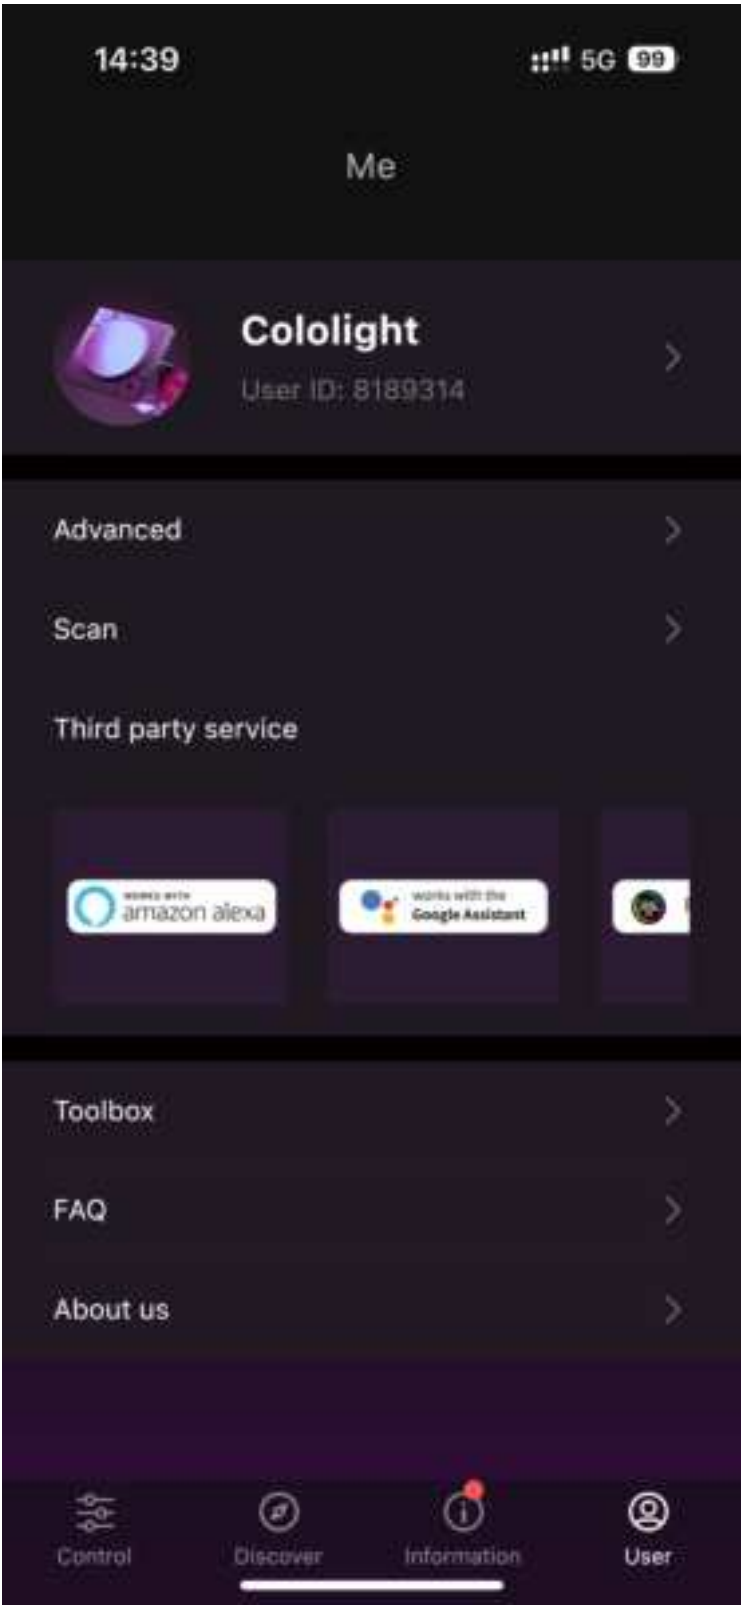 14:39
5G 99
Me
Cololight
User ID: 8189314
Advanced
Scan
Third party service
WORKS WITH
amazon alexa
works with the
Google Assistant
Toolbox
FAQ
About us
Control
Discover
Information
User